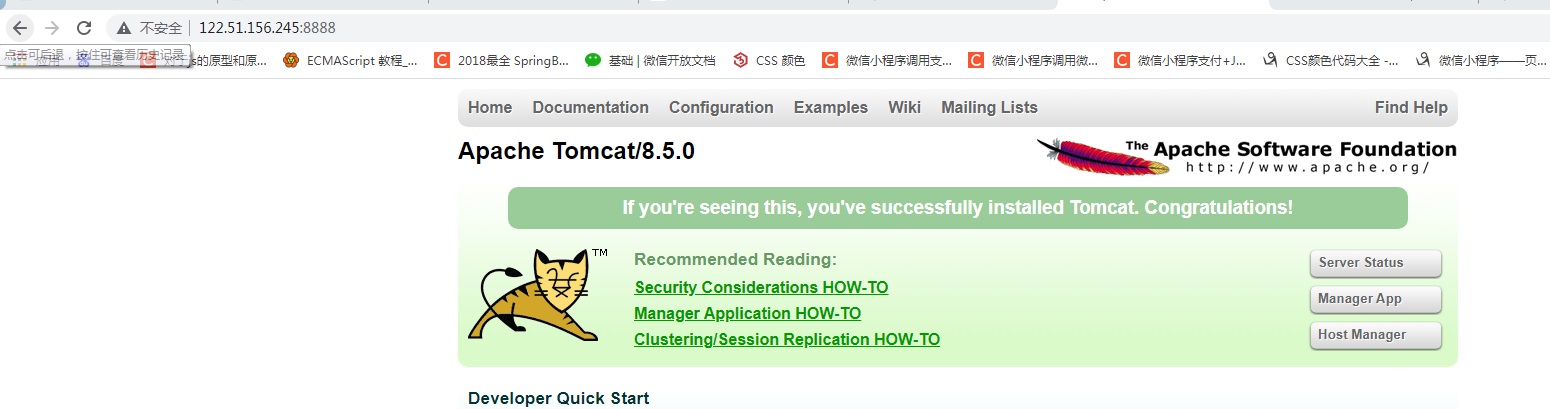 不安全 | 122.51.156.245:8888
点击可后退，按住可查看历史记录
应用 百度 的原型和原... ECMAScript 教程_... 2018最全 SpringB... 基础 | 微信开放文档 CSS 颜色 微信小程序调用支... 微信小程序调用微... 微信小程序支付+J... CSS颜色代码大全 -... 微信小程序——页...
Home Documentation Configuration Examples Wiki Mailing Lists Find Help
Apache Tomcat/8.5.0
The Apache Software Foundation
http://www.apache.org/
If you're seeing this, you've successfully installed Tomcat. Congratulations!
TM
Recommended Reading:
Security Considerations HOW-TO
Manager Application HOW-TO
Clustering/Session Replication HOW-TO
Server Status
Manager App
Host Manager
Developer Quick Start